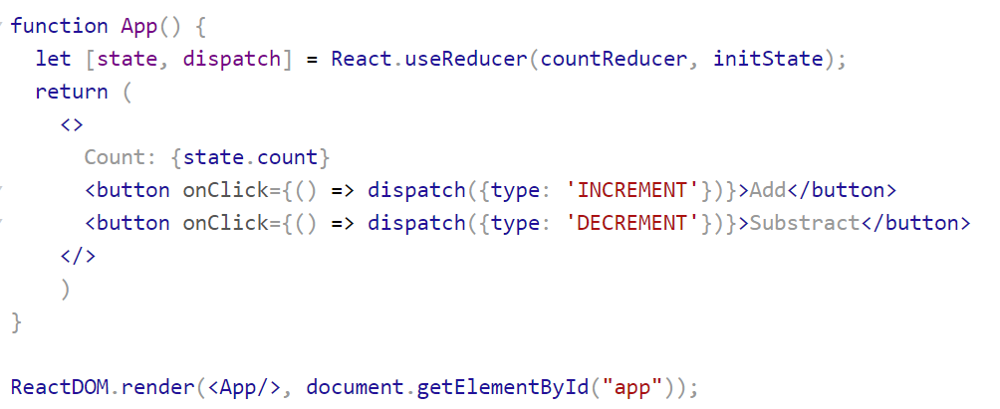 function App() {
  let [state, dispatch] = React.useReducer(countReducer, initState);
  return (
    <>
      Count: {state.count}
      <button onClick={() => dispatch({type: 'INCREMENT'})}>Add</button>
      <button onClick={() => dispatch({type: 'DECREMENT'})}>Substract</button>
    </>
    )
}

ReactDOM.render(<App/>, document.getElementById("app"));